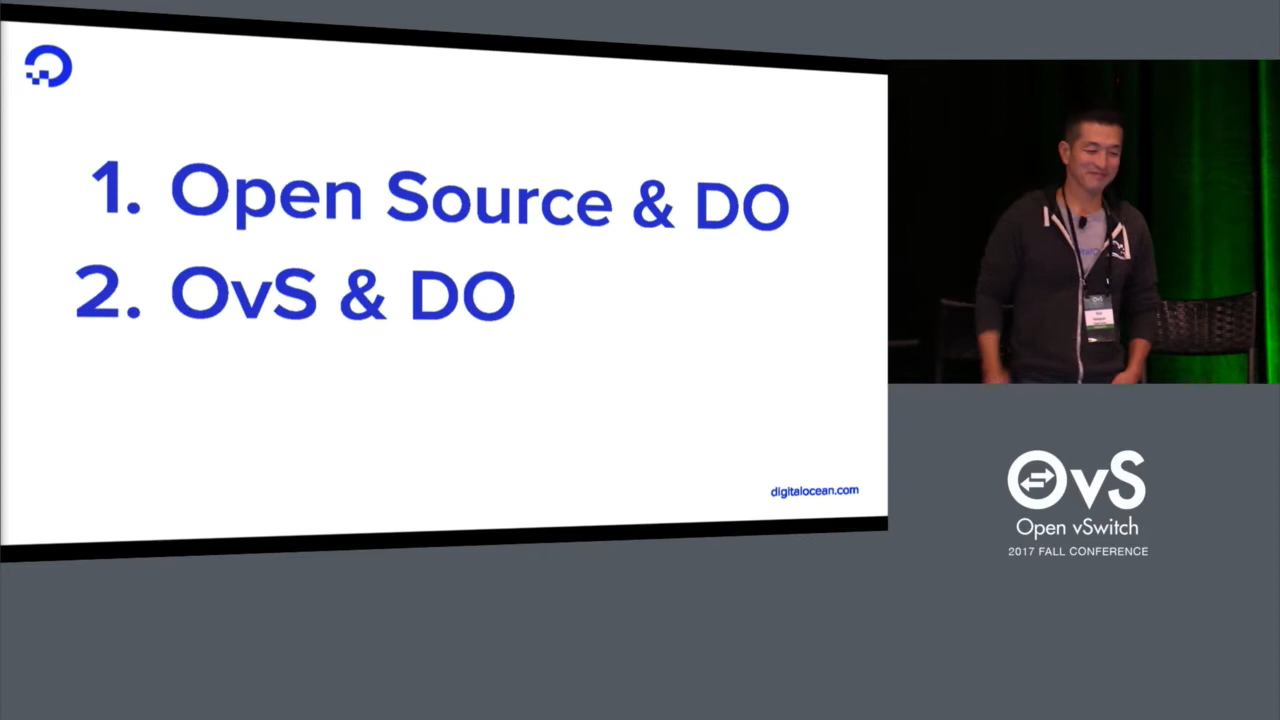 1. Open Source & DO
2. OvS & DO
digitalocean.com
OvS
Open vSwitch
2017 FALL CONFERENCE